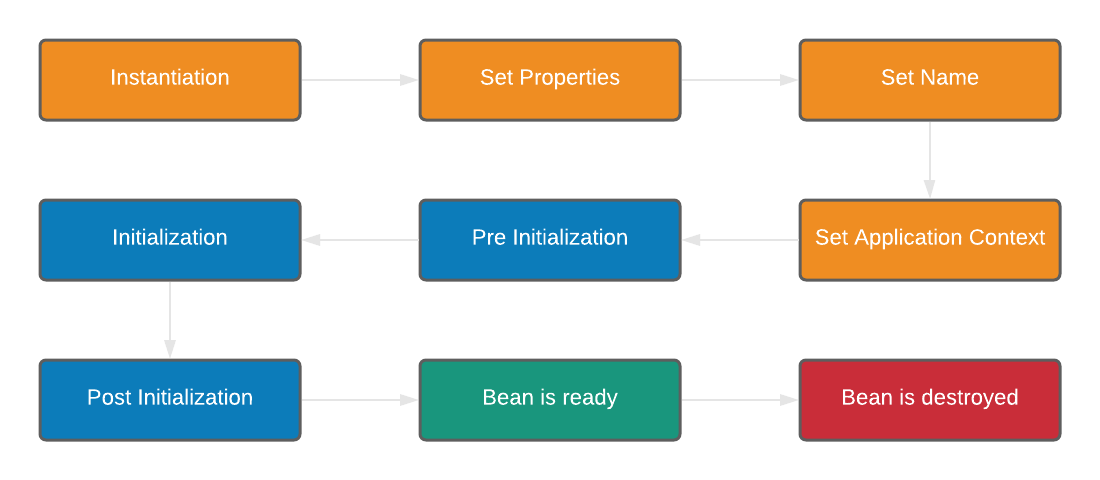 Instantiation
Set Properties
Set Name
Set Application Context
Pre Initialization
Initialization
Post Initialization
Bean is ready
Bean is destroyed